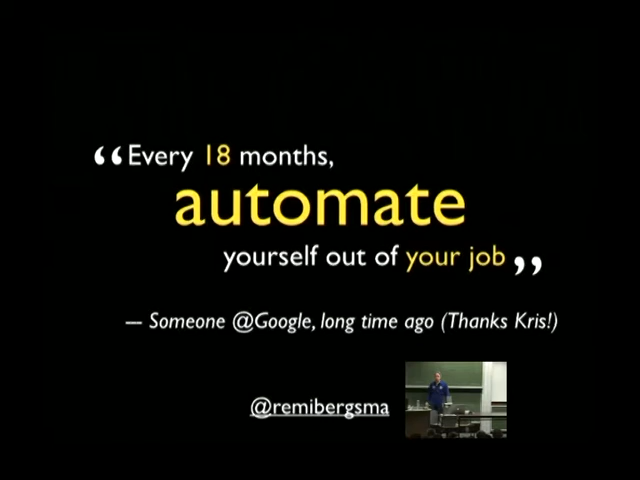 “Every 18 months,
automate
yourself out of your job”
— Someone @Google, long time ago (Thanks Kris!)
@remibergsma